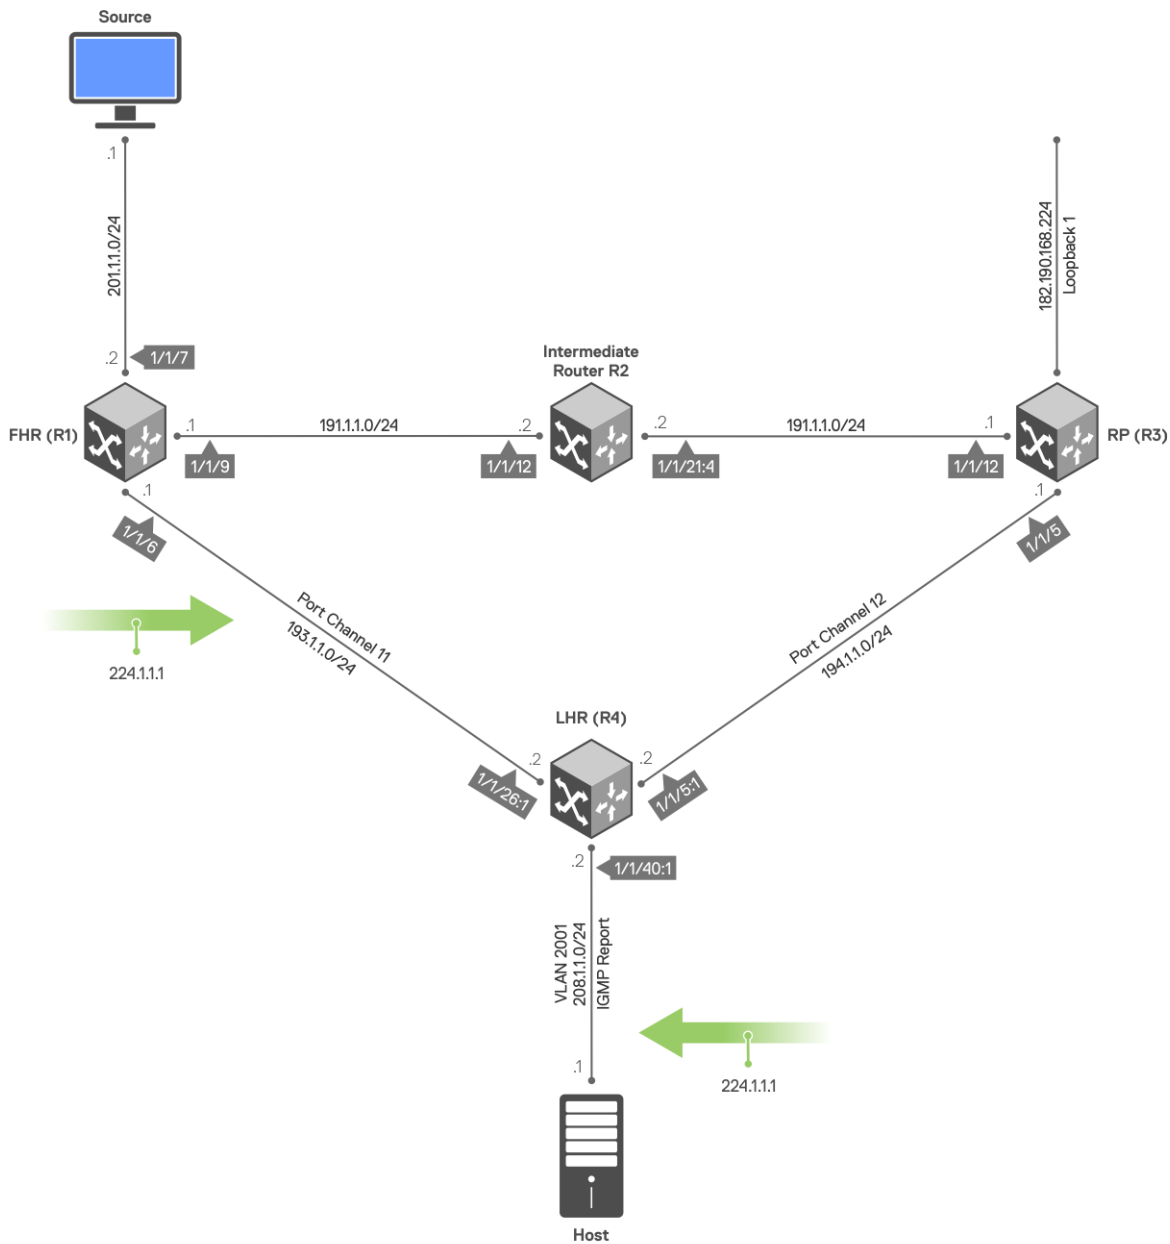 Source
.1
201.1.1.0/24
.2
1/1/7
182.190.168.224
Loopback 1
Intermediate
Router R2
FHR (R1)
.1
191.1.1.0/24
.2
1/1/9
1/1/12
.2
191.1.1.0/24
.1
1/1/21:4
1/1/12
RP (R3)
.1
1/1/6
.1
1/1/5
Port Channel 11
193.1.1.0/24
Port Channel 12
194.1.1.0/24
224.1.1.1
LHR (R4)
.2
1/1/26:1
.2
1/1/5:1
.2
1/1/40:1
VLAN 2001
208.1.1.0/24
IGMP Report
.1
224.1.1.1
Host